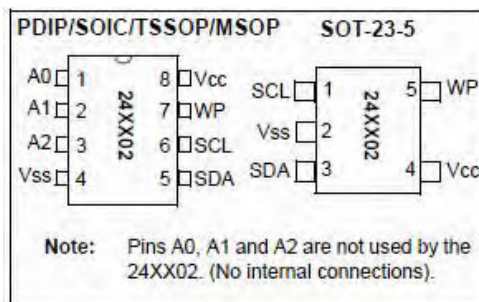 PDIP/SOIC/TSSOP/MSOP SOT-23-5
A0 1 8 Vcc
A1 2 7 WP
A2 3 6 SCL
Vss 4 5 SDA
24XX02
SCL 1 5 WP
Vss 2
SDA 3 4 Vcc
24XX02
Note: Pins A0, A1 and A2 are not used by the
24XX02. (No internal connections).